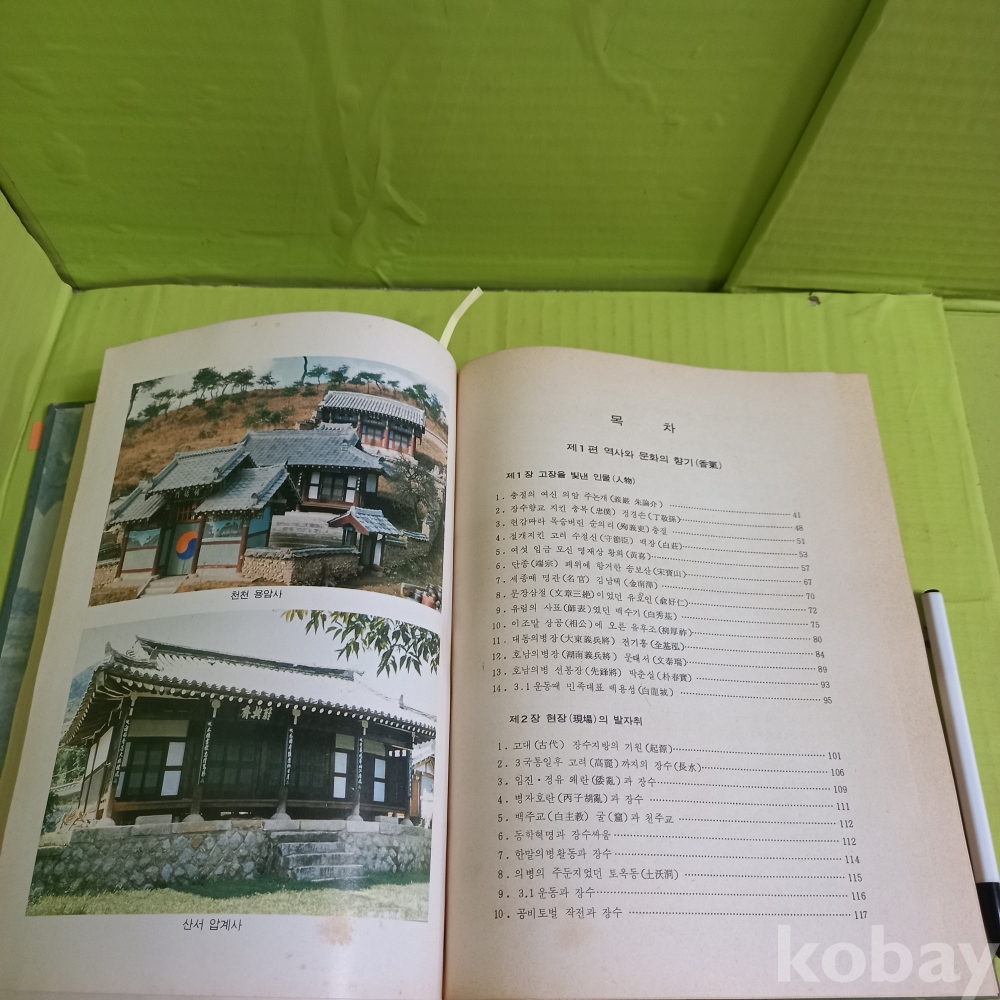 천천 용암사
산서 압계사
목 차
제1편 역사와 문화의 향기(香氣)
제1장 고장을 빛낸 인물(人物)
1. 충절의 여신 의암 주논개(義巖 朱論介) 41
2. 장수향교 지킨 충복(忠僕) 정경손(丁敬孫) 48
3. 현감따라 목숨버린 순의리(殉義吏)충절 51
4. 절개지킨 고려 수절신(守節臣) 백장(白莊) 53
5. 여섯 임금 모신 명재상 황희(黃喜) 57
6. 단종(端宗) 폐위에 항거한 송보산(宋寶山) 67
7. 세종때 명관(名官) 김남택(金南澤) 70
8. 문장삼절(文章三絶)이었던 유호인(兪好仁) 72
9. 유림의 사표(師表)였던 백수기(白秀基) 75
10. 이조말 상공(相公)에 오른 유후조(柳厚祚) 80
11. 대동의병장(大東義兵將) 전기홍(全基泓) 84
12. 호남의병장(湖南義兵將) 문태서(文泰瑞) 89
13. 호남의병 선봉장(先鋒將) 박춘실(朴春實) 93
14. 3.1운동때 민족대표 백용성(白龍城) 95
제2장 현장(現場)의 발자취
1. 고대(古代) 장수지방의 기원(起源) 101
2. 3국통일후 고려(高麗)까지의 장수(長水) 106
3. 임진·정유 왜란(倭亂)과 장수 109
4. 병자호란(丙子胡亂)과 장수 111
5. 백주교(白主教) 굴(窟)과 천주교 112
6. 동학혁명과 장수싸움 112
7. 한말의병활동과 장수 114
8. 의병의 주둔지였던 토옥동(土沃洞) 115
9. 3.1운동과 장수 116
10. 공비토벌 작전과 장수 117
kobay